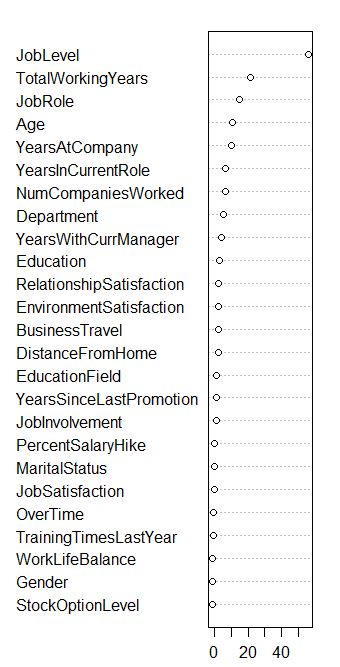 JobLevel
TotalWorkingYears
JobRole
Age
YearsAtCompany
YearsInCurrentRole
NumCompaniesWorked
Department
YearsWithCurrManager
Education
RelationshipSatisfaction
EnvironmentSatisfaction
BusinessTravel
DistanceFromHome
EducationField
YearsSinceLastPromotion
JobInvolvement
PercentSalaryHike
MaritalStatus
JobSatisfaction
OverTime
TrainingTimesLastYear
WorkLifeBalance
Gender
StockOptionLevel
0 20 40